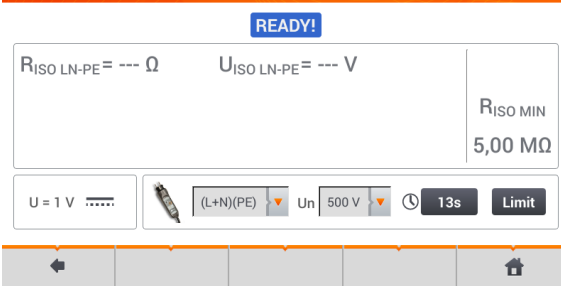 READY!
RISO LN-PE= --- Ω UISO LN-PE= --- V
RISO MIN
5,00 MΩ
U = 1 V (L+N)(PE) Un 500 V 13s Limit